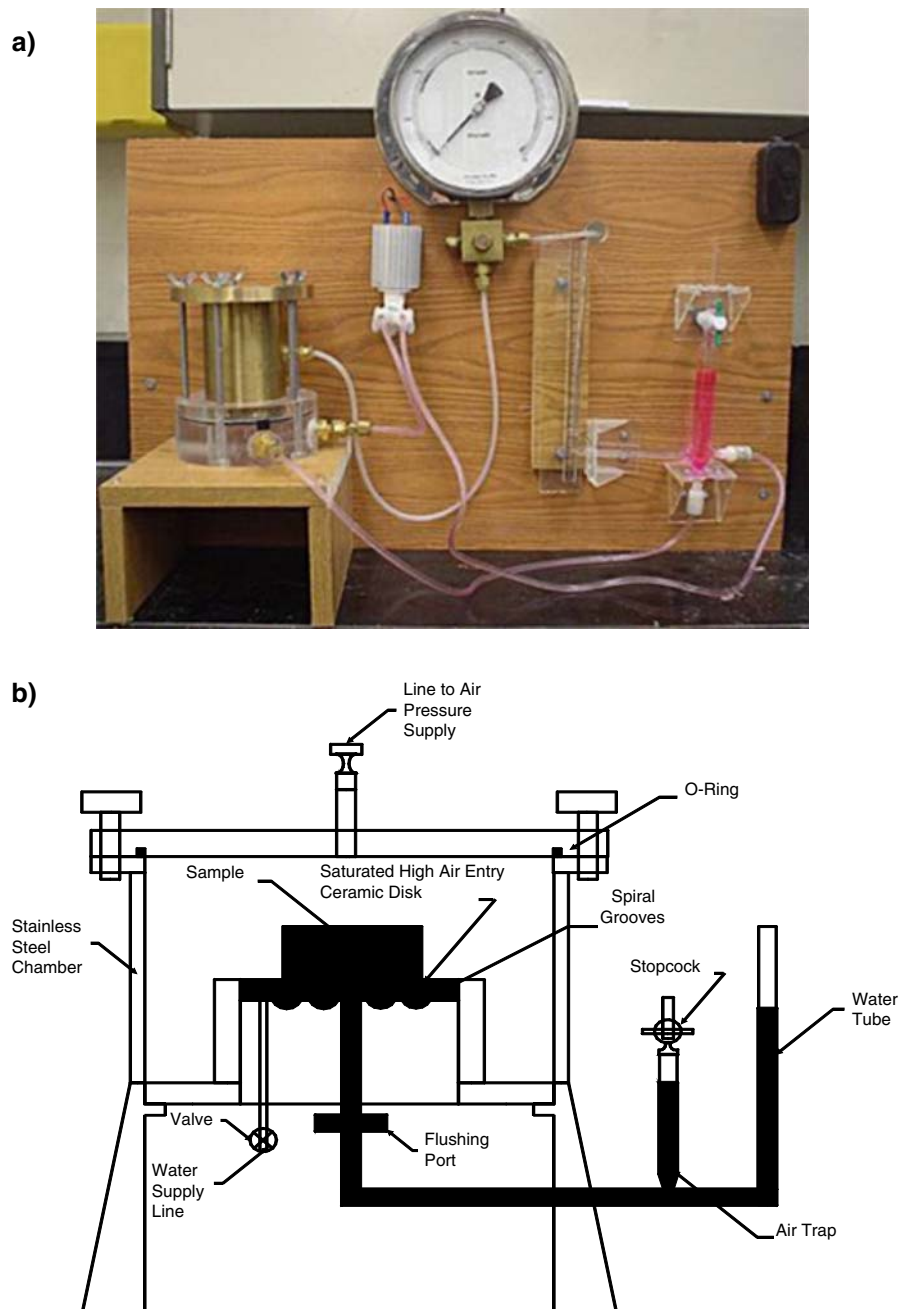 a)
b)
Line to Air
Pressure
Supply
O-Ring
Sample
Saturated High Air Entry
Ceramic Disk
Spiral
Grooves
Stainless
Steel
Chamber
Stopcock
Water
Tube
Valve
Flushing
Port
Water
Supply
Line
Air Trap